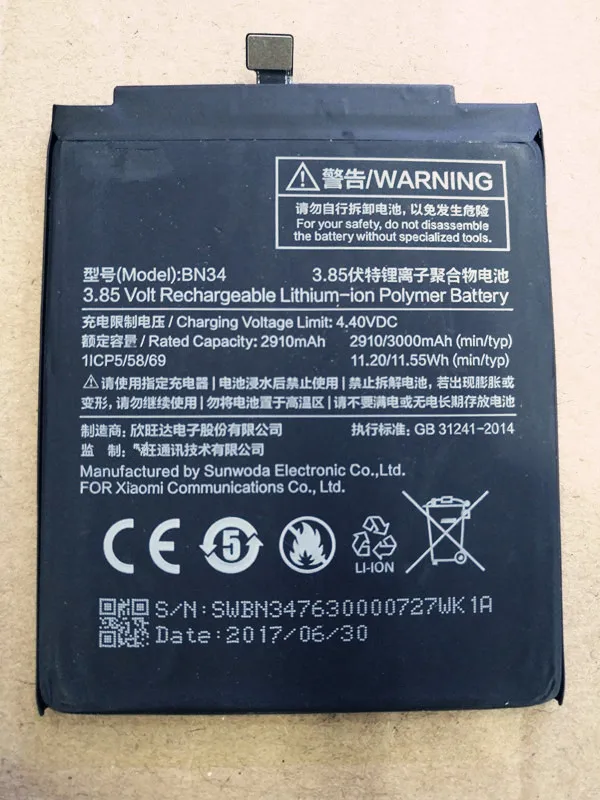 警告/WARNING
请勿自行拆卸电池，以免发生危险
For your safety, do not disassemble
the battery without specialized tools.
型号(Model):BN34 3.85伏特锂离子聚合物电池
3.85 Volt Rechargeable Lithium-ion Polymer Battery
充电限制电压 / Charging Voltage Limit: 4.40VDC
额定容量 / Rated Capacity: 2910mAh 2910/3000mAh (min/typ)
1ICP5/58/69 11.20/11.55Wh (min/typ)
请使用指定充电器 | 电池浸水后禁止使用 | 禁止拆解电池，若出现膨胀或
变形，请勿继续使用 | 勿将电池置于高温区 | 请不要满电或无电长期存放电池
制造商：欣旺达电子股份有限公司 执行标准：GB 31241-2014
监 制： 旺通讯技术有限公司
Manufactured by Sunwoda Electronic Co.,Ltd.
FOR Xiaomi Communications Co., Ltd.
CE 5 LI-ION
S/N:SWBN347630000727WK1A
Date:2017/06/30